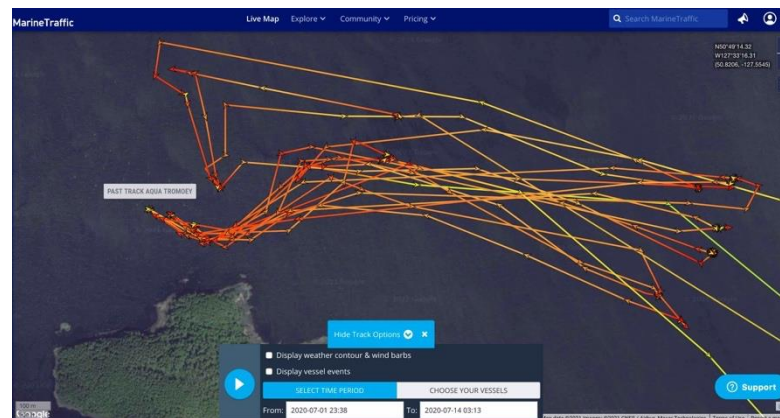 MarineTraffic
Live Map Explore Community Pricing
Search MarineTraffic
N50°49'14.32
W127°33'16.31
(50.8206, -127.5545)
PAST TRACK AQUA TROMOEY
Hide Track Options
Display weather contour & wind barbs
Display vessel events
SELECT TIME PERIOD CHOOSE YOUR VESSELS
From: 2020-07-01 23:38 To: 2020-07-14 03:13
Support
100 m
Google